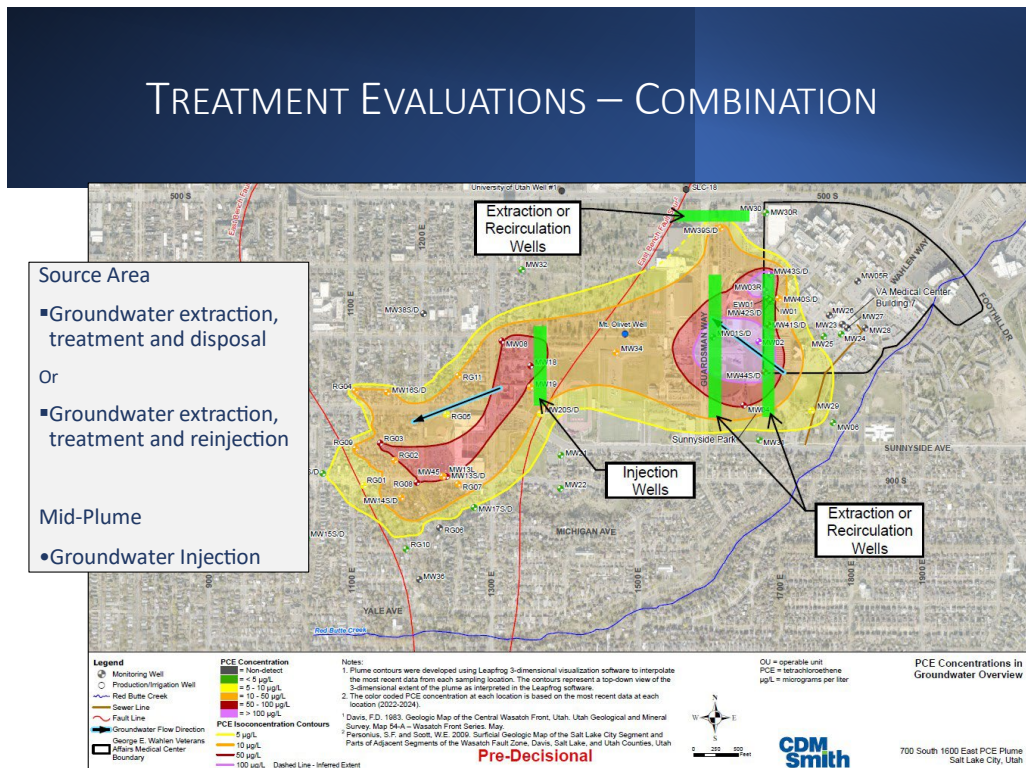 TREATMENT EVALUATIONS – COMBINATION
Source Area
▪Groundwater extraction,
treatment and disposal
Or
▪Groundwater extraction,
treatment and reinjection
Mid-Plume
•Groundwater Injection
500 S
University of Utah Well #1
SLC-18
500 S
Extraction or
Recirculation
Wells
MW30
MW30R
MW39S/D
1200 E
MW32
1100 E
MW38S/D
MW43S/D
MW03R
MW40S/D
EW01
MW42S/D
IW01
MW41S/D
MW01S/D
MW02
MW44S/D
MW04
GUARDSMAN WAY
MW05R
WAHLEN WAY
VA Medical Center
Building 7
FOOTHILL DR
MW26
MW27
MW23
MW28
MW24
MW25
Mt. Olivet Well
MW34
MW08
MW18
MW19
MW20S/D
RG11
RG04
MW16S/D
RG05
RG03
RG09
RG02
MW45
MW13L
MW13S/D
RG01
RG08
RG07
MW14S/D
MW17S/D
MW15S/D
RG06
RG10
MW36
MW21
MW22
MW29
MW06
Sunnyside Park
SUNNYSIDE AVE
900 S
Injection
Wells
Extraction or
Recirculation
Wells
MICHIGAN AVE
YALE AVE
Red Butte Creek
900 E
1100 E
1300 E
1500 E
1700 E
1800 E
1900 E
Legend
Monitoring Well
Production/Irrigation Well
Red Butte Creek
Sewer Line
Fault Line
Groundwater Flow Direction
George E. Wahlen Veterans
Affairs Medical Center
Boundary
PCE Concentration
= Non-detect
= < 5 µg/L
= 5 - 10 µg/L
= 10 - 50 µg/L
= 50 - 100 µg/L
= > 100 µg/L
PCE Isoconcentration Contours
5 µg/L
10 µg/L
50 µg/L
100 µg/L Dashed Line - Inferred Extent
Notes:
1. Plume contours were developed using Leapfrog 3-dimensional visualization software to interpolate
the most recent data from each sampling location. The contours represent a top-down view of the
3-dimensional extent of the plume as interpreted in the Leapfrog software.
2. The color coded PCE concentration at each location is based on the most recent data at each
location (2022-2024).
1 Davis, F.D. 1983. Geologic Map of the Central Wasatch Front, Utah. Utah Geological and Mineral
Survey. Map 54-A – Wasatch Front Series. May.
2 Personius, S.F. and Scott, W.E. 2009. Surficial Geologic Map of the Salt Lake City Segment and
Parts of Adjacent Segments of the Wasatch Fault Zone, Davis, Salt Lake, and Utah Counties, Utah
Pre-Decisional
OU = operable unit
PCE = tetrachloroethene
µg/L = micrograms per liter
N
W
E
S
0 250 500
Feet
CDM
Smith
PCE Concentrations in
Groundwater Overview
700 South 1600 East PCE Plume
Salt Lake City, Utah